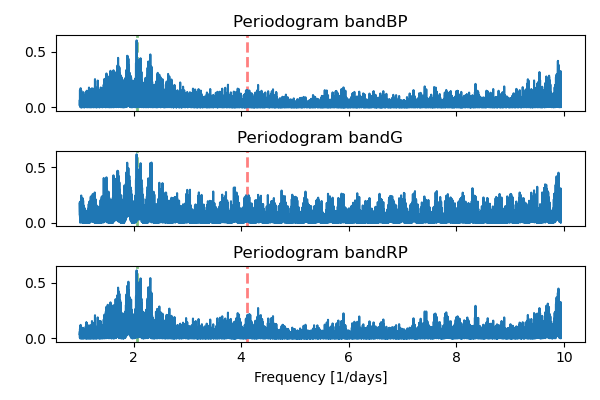 Periodogram bandBP
0.5
0.0
Periodogram bandG
0.5
0.0
Periodogram bandRP
0.5
0.0
2 4 6 8 10
Frequency [1/days]